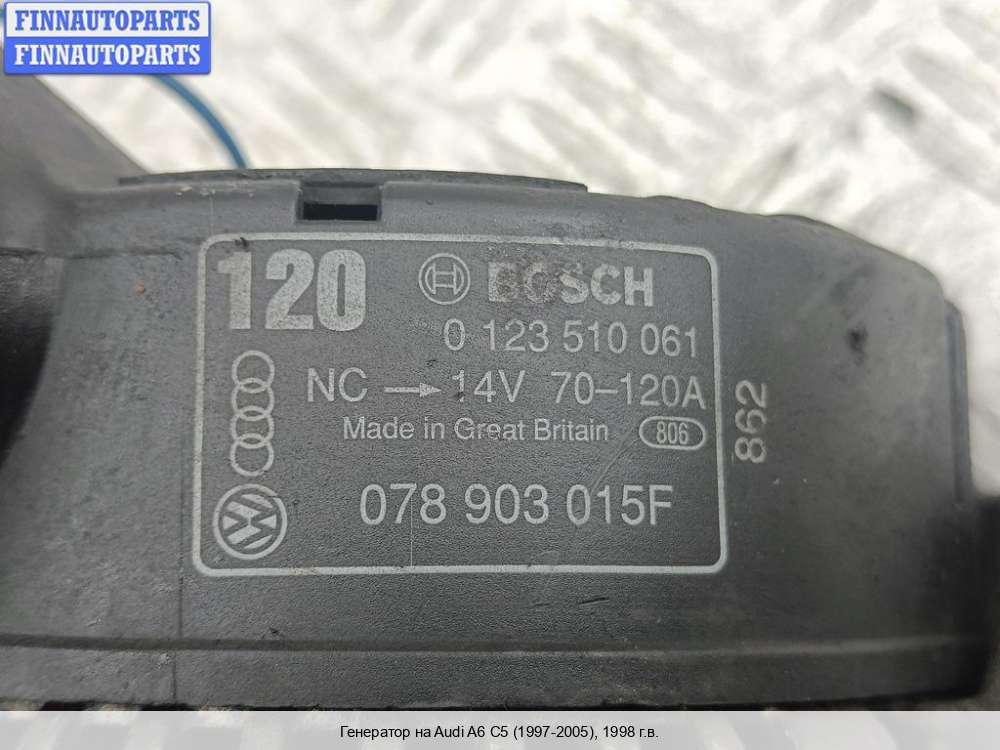 FINNAUTOPARTS
FINNAUTOPARTS
120
BOSCH
0 123 510 061
NC → 14V 70-120A
Made in Great Britain 806
862
078 903 015F
Генератор на Audi A6 C5 (1997-2005), 1998 г.в.